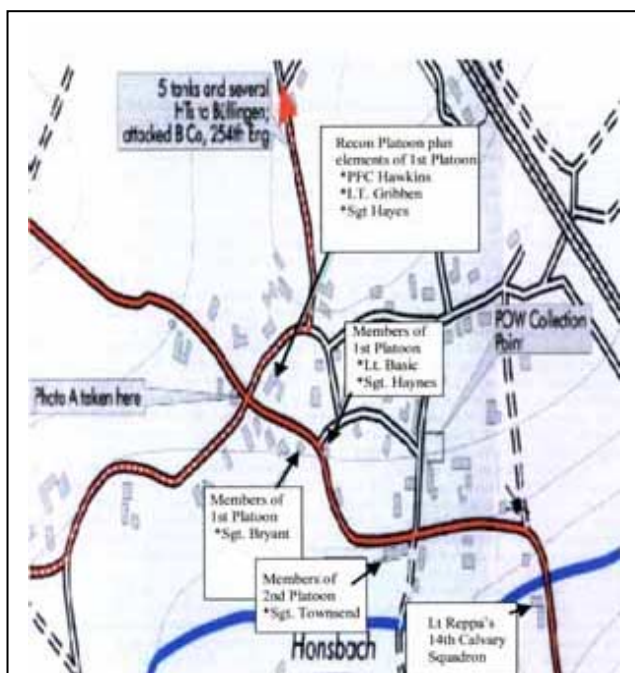 5 tanks and several
HTs to Büllingen;
attacked B Co, 254th Eng
Recon Platoon plus
elements of 1st Platoon
*PFC Hawkins
*LT. Gribben
*Sgt Hayes
Members of
1st Platoon
*Lt. Basic
*Sgt. Haynes
POW Collection
Point
Photo A taken here
Members of
1st Platoon
*Sgt. Bryant
Members of
2nd Platoon
*Sgt. Townsend
Honsbach
Lt Reppa's
14th Calvary
Squadron